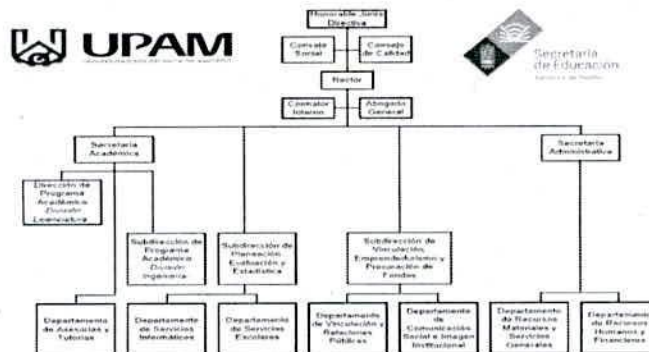 Honorable Junta
Directiva
UPAM
Consejo
Social
Consejo
de Calidad
Secretaría
de Educación
Rector
Contralor
Interno
Abogado
General
Secretaría
Académica
Secretaría
Administrativa
Dirección de
Programa
Académico
División
Licenciatura
Subdirección de
Programa
Académico
División
Ingeniería
Subdirección de
Planeación
Evaluación y
Estadística
Subdirección de
Vinculación,
Emprendedurismo y
Procuración de
Fondos
Departamento
de Asesorías y
Tutorías
Departamento
de Servicios
Informáticos
Departamento
de Servicios
Escolares
Departamento
de Vinculación y
Relaciones
Públicas
Departamento
de
Comunicación
Social e Imagen
Institucional
Departamento
de Recursos
Materiales y
Servicios
Generales
Departamento
de Recursos
Humanos y
Financieros